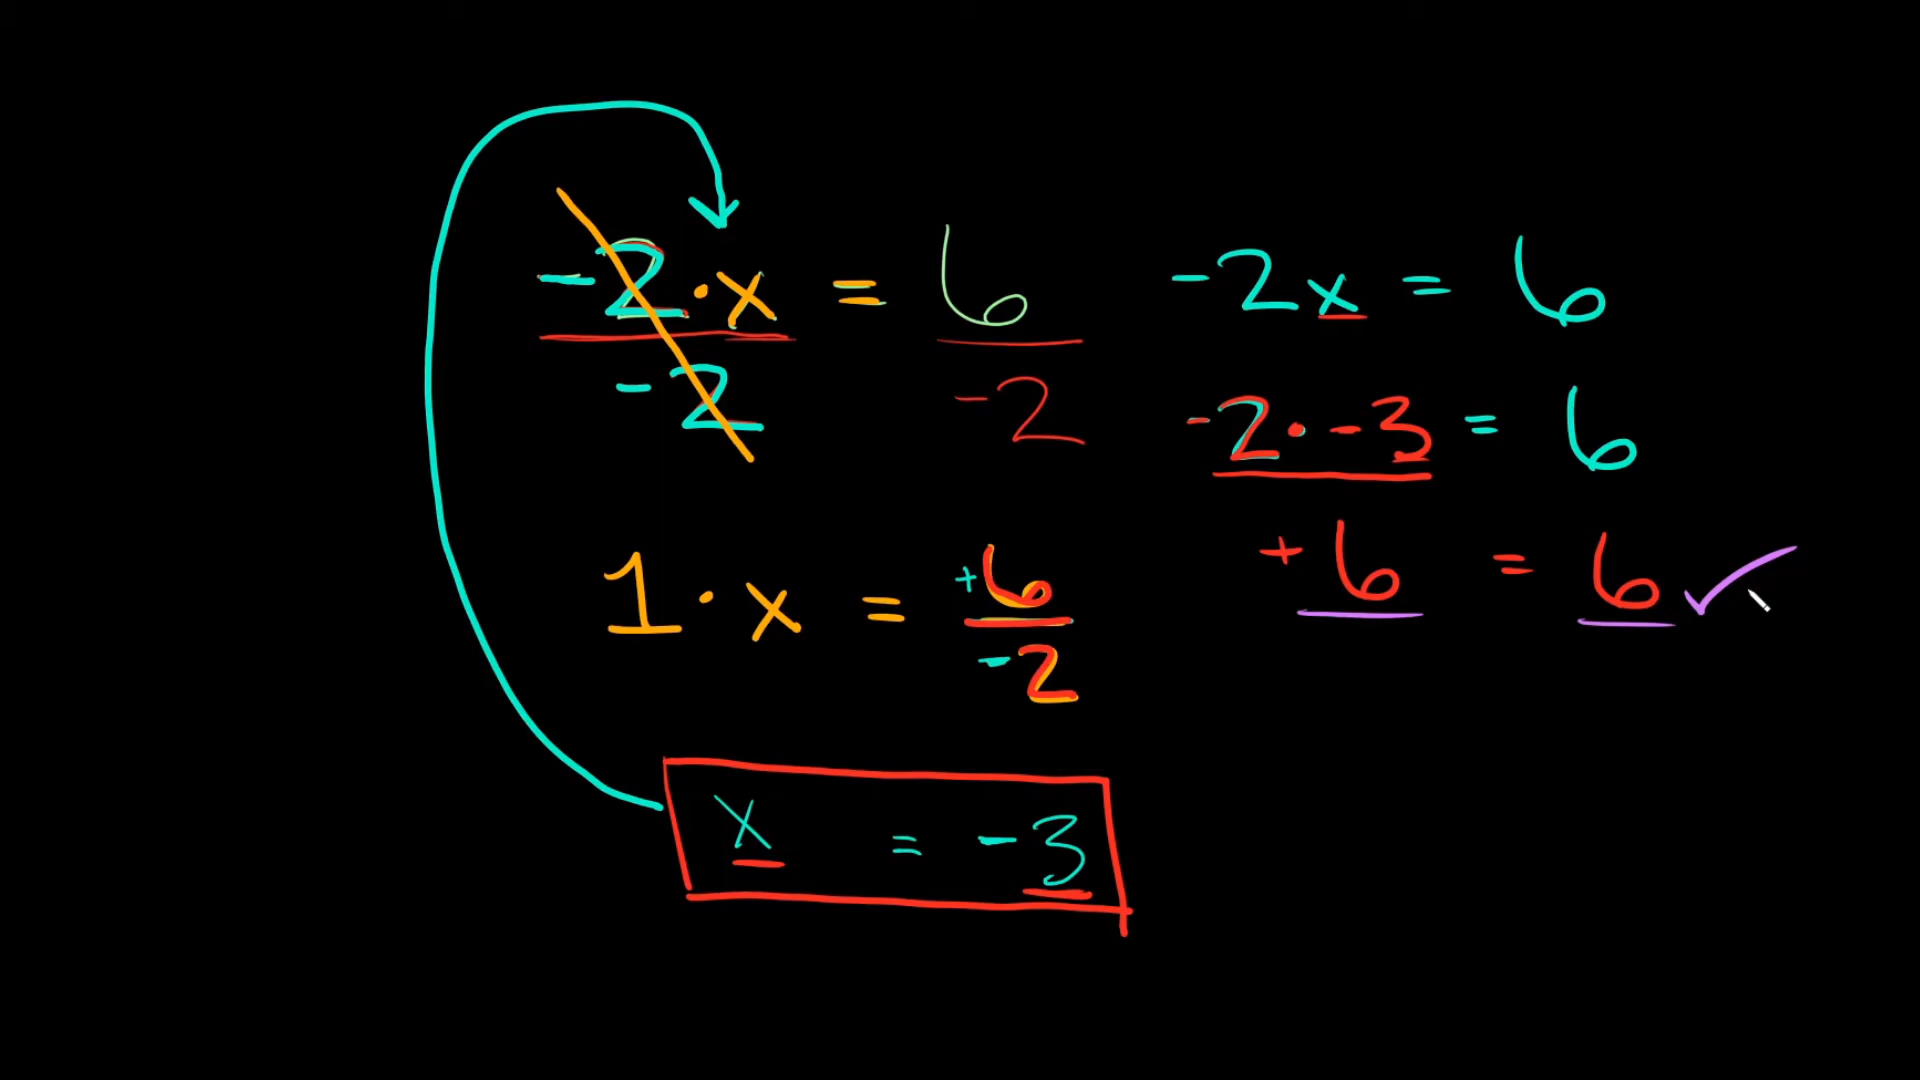 -2 · x = 6
-2 -2
1 · x = +6
-2
x = -3
-2x = 6
-2 · -3 = 6
+6 = 6 ✓